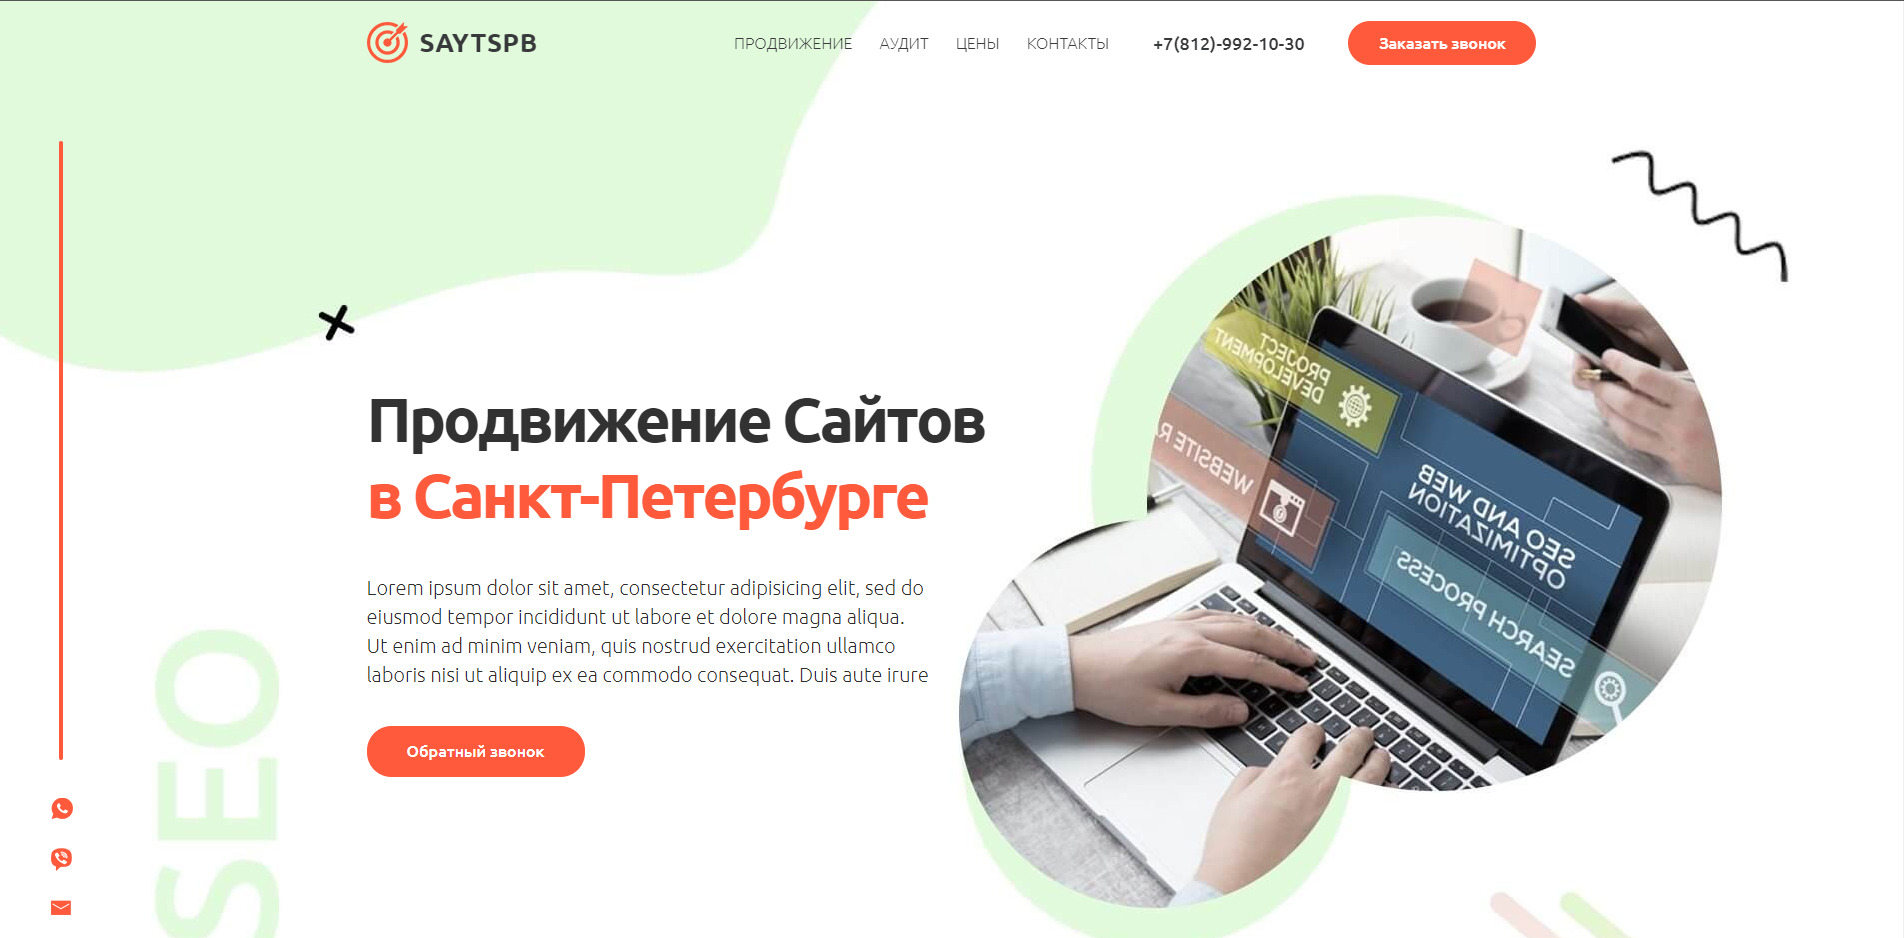 SAYTSPB
ПРОДВИЖЕНИЕ АУДИТ ЦЕНЫ КОНТАКТЫ +7(812)-992-10-30 Заказать звонок
Продвижение Сайтов
в Санкт-Петербурге
Lorem ipsum dolor sit amet, consectetur adipisicing elit, sed do
eiusmod tempor incididunt ut labore et dolore magna aliqua.
Ut enim ad minim veniam, quis nostrud exercitation ullamco
laboris nisi ut aliquip ex ea commodo consequat. Duis aute irure
Обратный звонок
SEO
PROJECT
DEVELOPMENT
WEBSITE
SEO AND WEB
OPTIMIZATION
SEARCH PROCESS